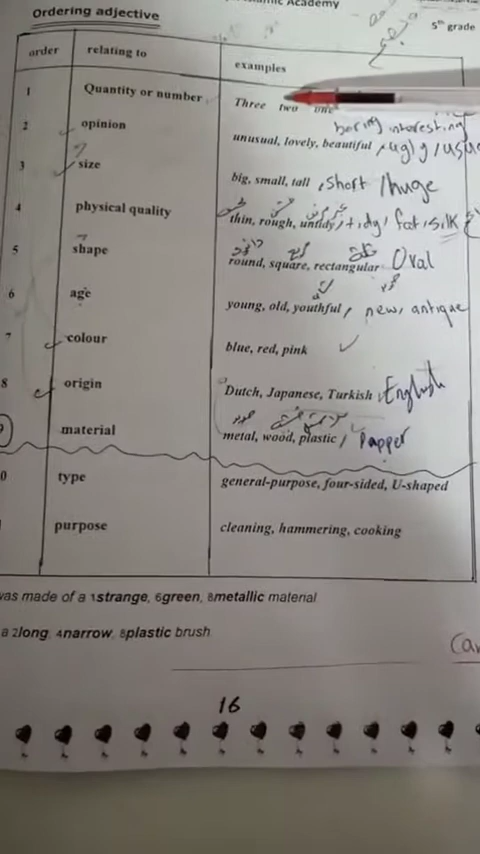 Academy
5th grade
Ordering adjective
order relating to examples
1 Quantity or number Three two one
boring interesting
2 opinion unusual, lovely, beautiful, ugly /
3 size big, small, tall, short / huge
4 physical quality thin, rough, untidy, tidy / fat, silk
5 shape round, square, rectangular Oval
6 age young, old, youthful, new, antique
7 colour blue, red, pink
8 origin Dutch, Japanese, Turkish, English
9 material metal, wood, plastic / Papper
0 type general-purpose, four-sided, U-shaped
purpose cleaning, hammering, cooking
was made of a 1strange, 6green, 8metallic material
a 2long, 4narrow, 8plastic brush
16